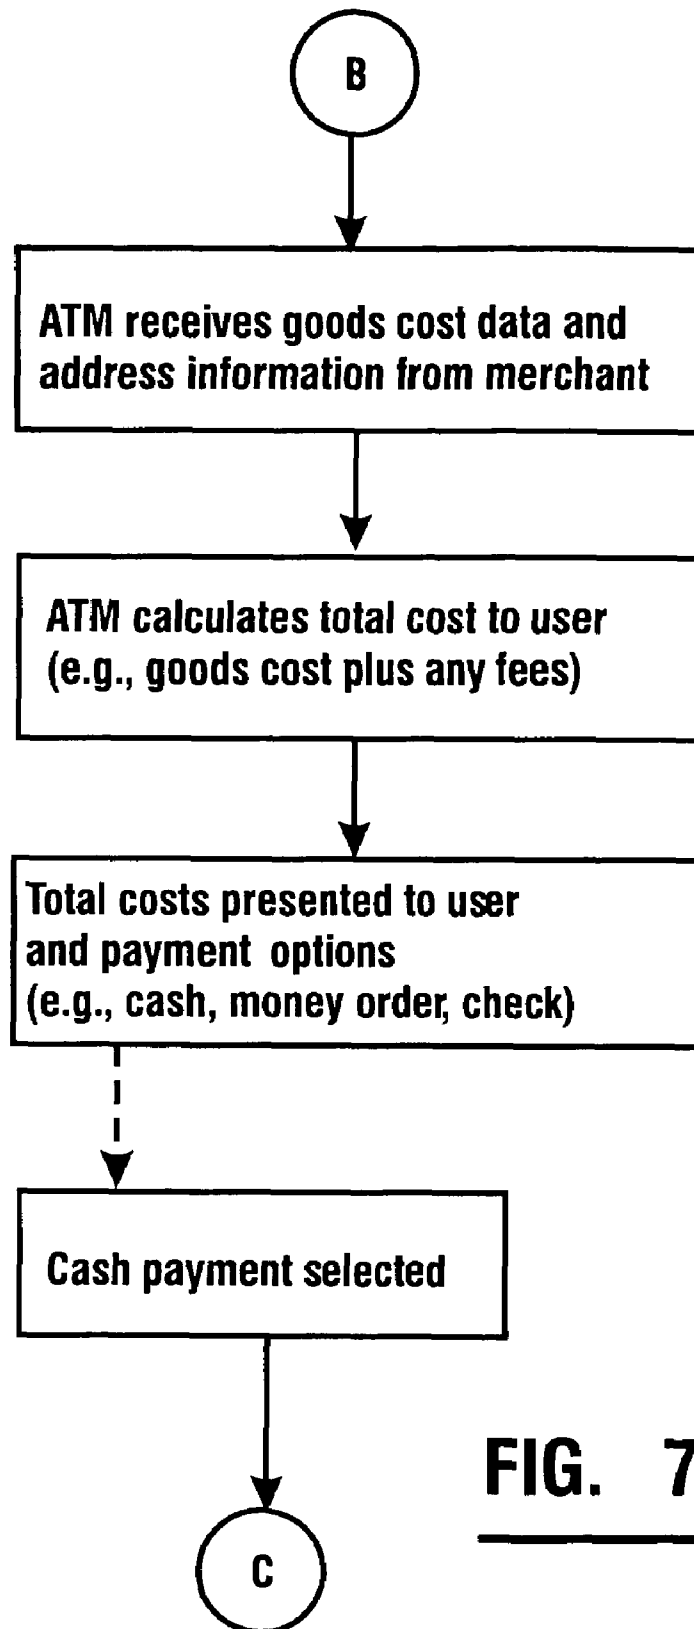 B
ATM receives goods cost data and
address information from merchant
ATM calculates total cost to user
(e.g., goods cost plus any fees)
Total costs presented to user
and payment options
(e.g., cash, money order, check)
Cash payment selected
FIG. 7
C